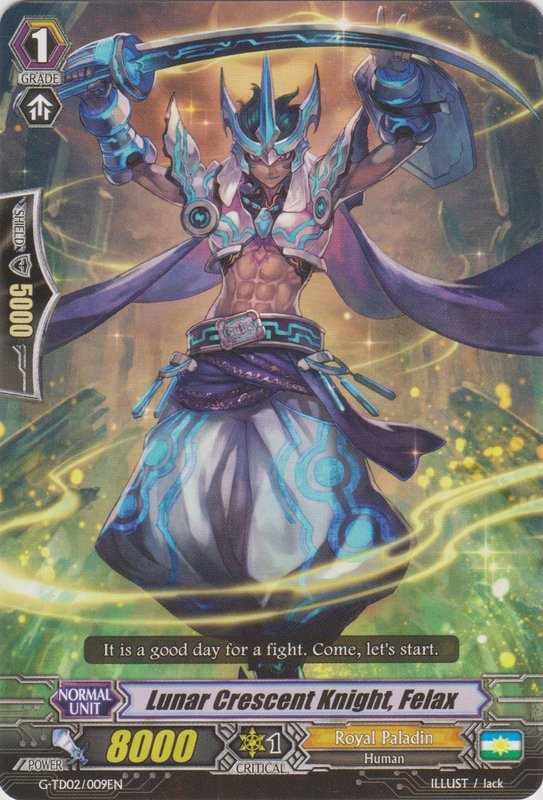 1
GRADE
SHIELD
5000
It is a good day for a fight. Come, let's start.
NORMAL
UNIT
Lunar Crescent Knight, Felax
POWER
8000
1
CRITICAL
Royal Paladin
Human
G-TD02/009EN
ILLUST / lack